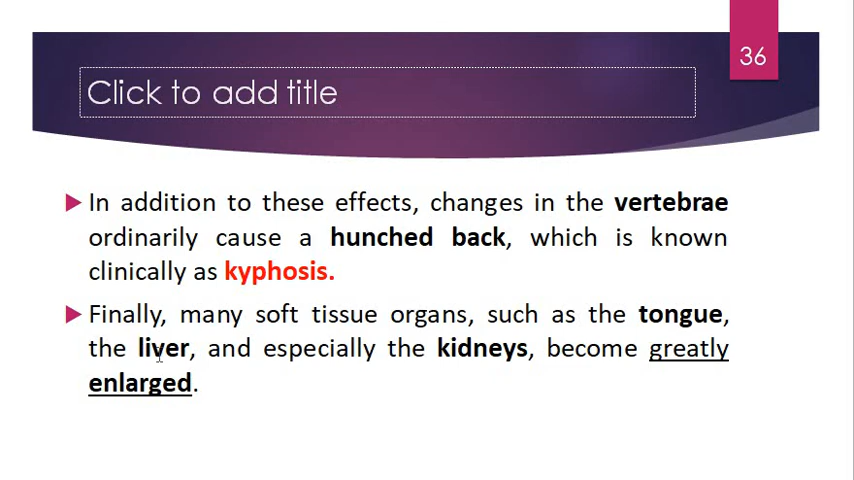 36
Click to add title
In addition to these effects, changes in the vertebrae
ordinarily cause a hunched back, which is known
clinically as kyphosis.
Finally, many soft tissue organs, such as the tongue,
the liver, and especially the kidneys, become greatly
enlarged.